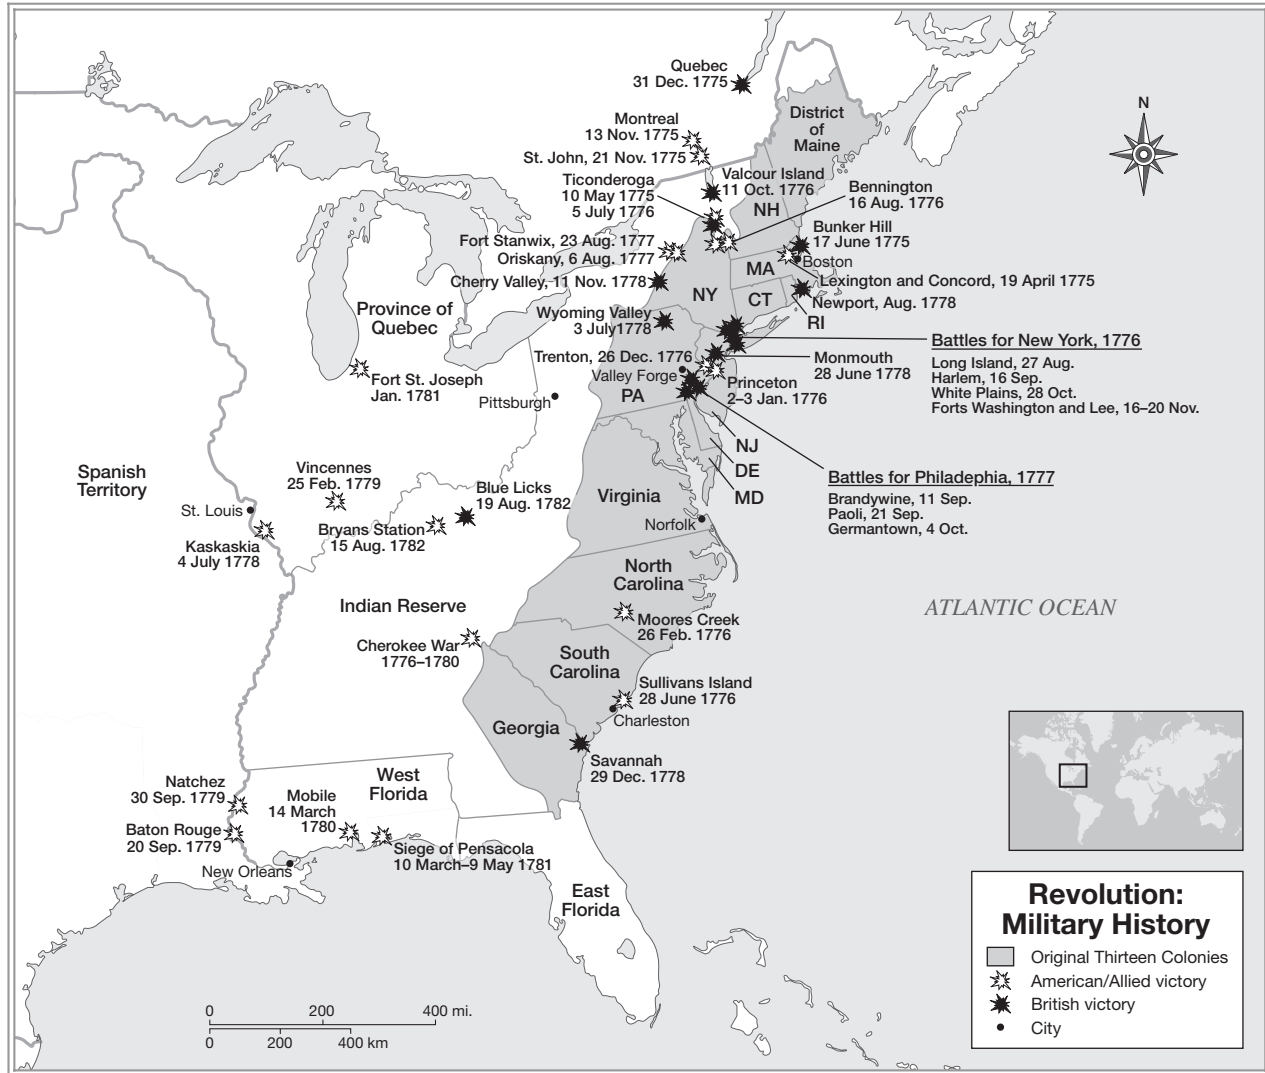 Quebec
31 Dec. 1775
Montreal
13 Nov. 1775
St. John, 21 Nov. 1775
Ticonderoga
10 May 1775
5 July 1776
Valcour Island
11 Oct. 1776
District
of
Maine
N
Bennington
16 Aug. 1776
NH
Bunker Hill
17 June 1775
Fort Stanwix, 23 Aug. 1777
Oriskany, 6 Aug. 1777
Boston
MA
Lexington and Concord, 19 April 1775
Cherry Valley, 11 Nov. 1778
NY
CT
Newport, Aug. 1778
RI
Province of
Quebec
Wyoming Valley
3 July1778
Battles for New York, 1776
Long Island, 27 Aug.
Harlem, 16 Sep.
White Plains, 28 Oct.
Forts Washington and Lee, 16–20 Nov.
Trenton, 26 Dec. 1776
Monmouth
28 June 1778
Valley Forge
Princeton
2–3 Jan. 1776
PA
Fort St. Joseph
Jan. 1781
Pittsburgh
NJ
DE
MD
Battles for Philadephia, 1777
Brandywine, 11 Sep.
Paoli, 21 Sep.
Germantown, 4 Oct.
Spanish
Territory
Vincennes
25 Feb. 1779
Blue Licks
19 Aug. 1782
Virginia
St. Louis
Bryans Station
15 Aug. 1782
Norfolk
Kaskaskia
4 July 1778
North
Carolina
Indian Reserve
ATLANTIC OCEAN
Moores Creek
26 Feb. 1776
Cherokee War
1776–1780
South
Carolina
Sullivans Island
28 June 1776
Charleston
Georgia
Savannah
29 Dec. 1778
Natchez
30 Sep. 1779
West
Florida
Mobile
14 March
1780
Baton Rouge
20 Sep. 1779
Siege of Pensacola
10 March–9 May 1781
New Orleans
East
Florida
Revolution:
Military History
Original Thirteen Colonies
American/Allied victory
British victory
City
0 200 400 mi.
0 200 400 km